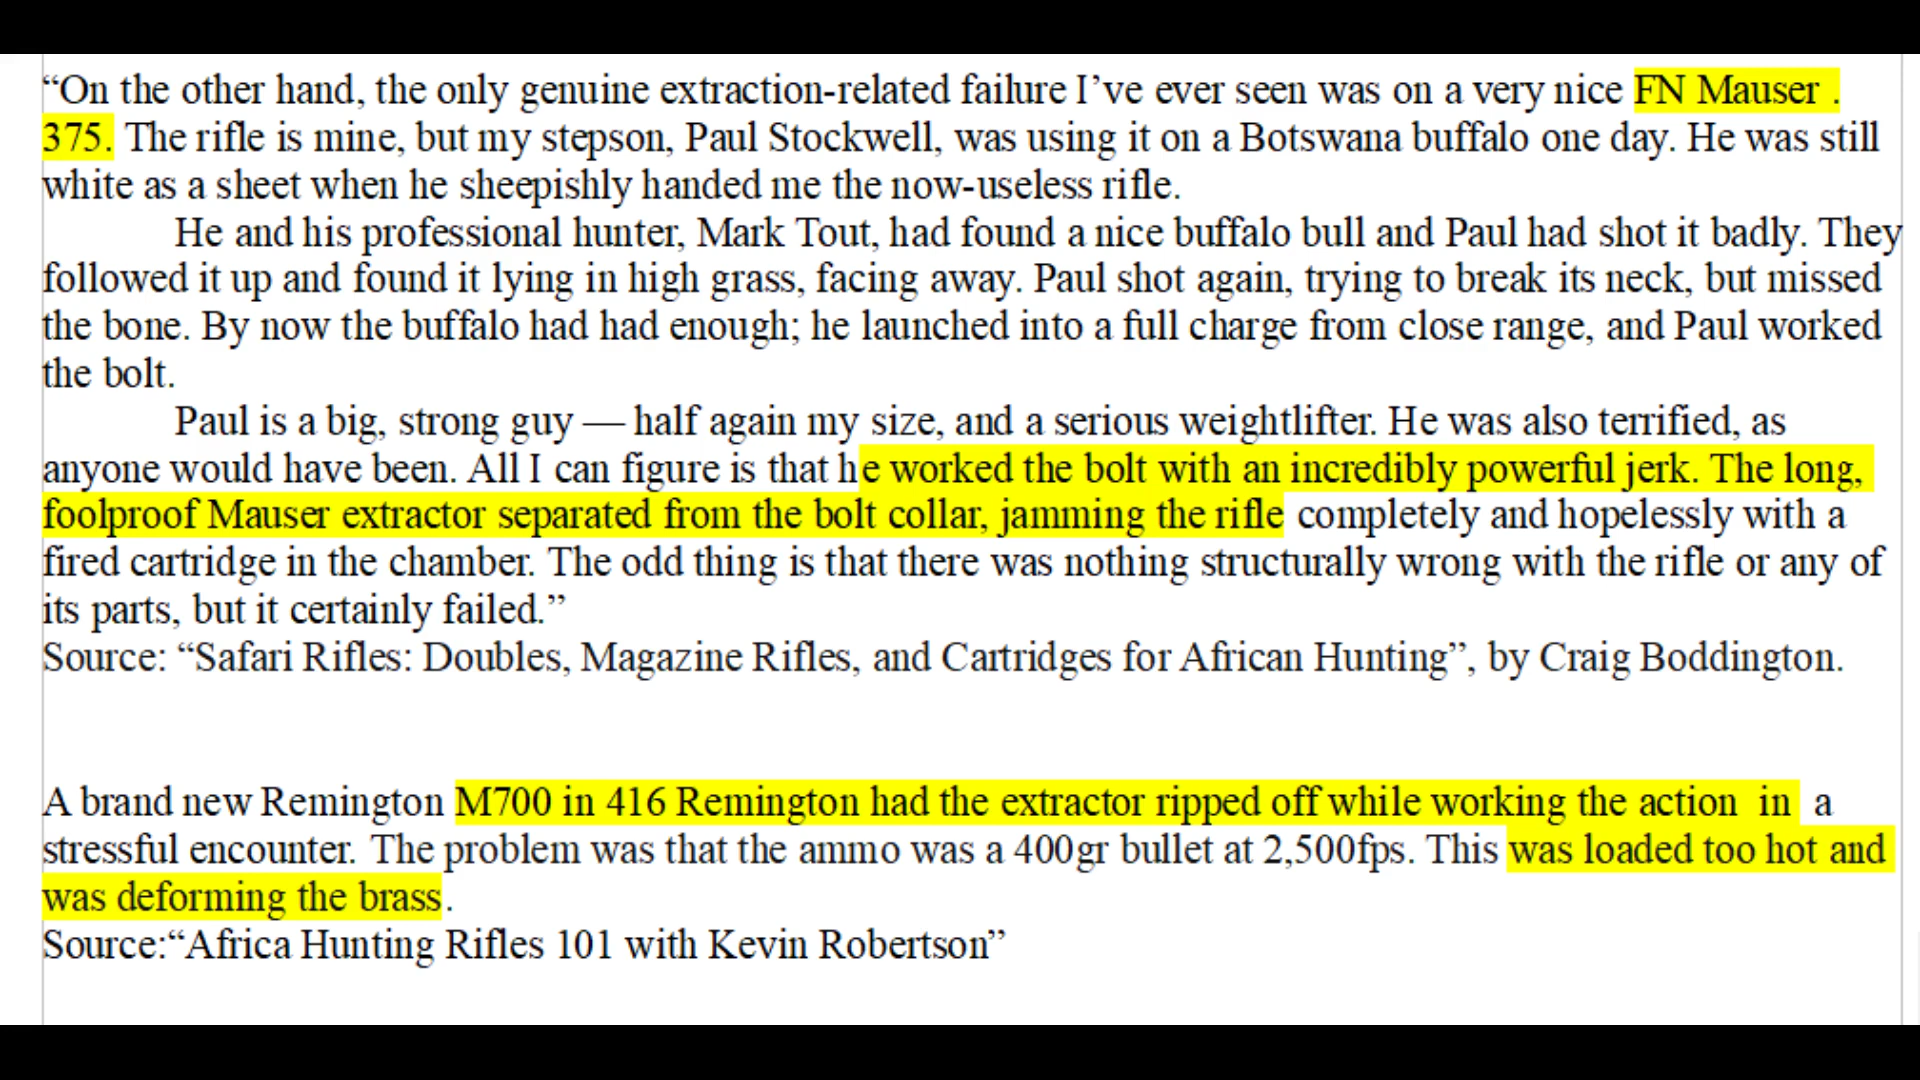 “On the other hand, the only genuine extraction-related failure I’ve ever seen was on a very nice FN Mauser .
375. The rifle is mine, but my stepson, Paul Stockwell, was using it on a Botswana buffalo one day. He was still
white as a sheet when he sheepishly handed me the now-useless rifle.
He and his professional hunter, Mark Tout, had found a nice buffalo bull and Paul had shot it badly. They
followed it up and found it lying in high grass, facing away. Paul shot again, trying to break its neck, but missed
the bone. By now the buffalo had had enough; he launched into a full charge from close range, and Paul worked
the bolt.
Paul is a big, strong guy — half again my size, and a serious weightlifter. He was also terrified, as
anyone would have been. All I can figure is that he worked the bolt with an incredibly powerful jerk. The long,
foolproof Mauser extractor separated from the bolt collar, jamming the rifle completely and hopelessly with a
fired cartridge in the chamber. The odd thing is that there was nothing structurally wrong with the rifle or any of
its parts, but it certainly failed.”
Source: “Safari Rifles: Doubles, Magazine Rifles, and Cartridges for African Hunting”, by Craig Boddington.
A brand new Remington M700 in 416 Remington had the extractor ripped off while working the action in a
stressful encounter. The problem was that the ammo was a 400gr bullet at 2,500fps. This was loaded too hot and
was deforming the brass.
Source:“Africa Hunting Rifles 101 with Kevin Robertson”